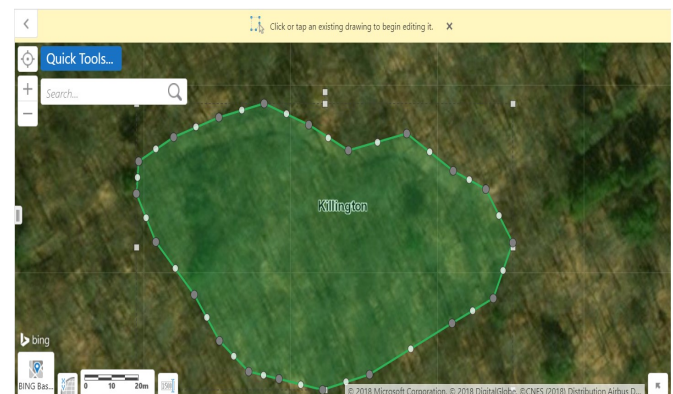 Click or tap an existing drawing to begin editing it.
Quick Tools...
Search...
Killington
bing
BING Bas...
0 10 20m
© 2018 Microsoft Corporation, © 2018 DigitalGlobe, ©CNES (2018) Distribution Airbus D...